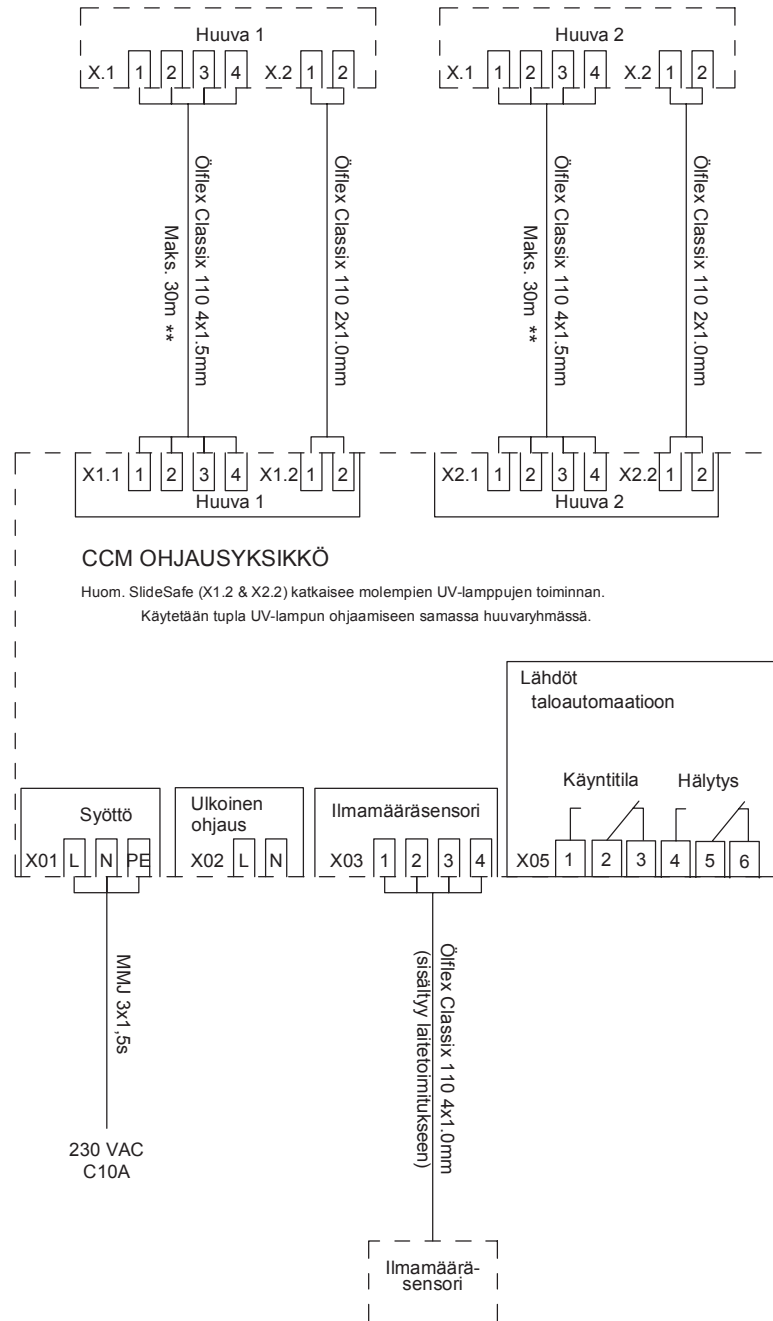 Huuva 1
X.1 1 2 3 4 X.2 1 2
Huuva 2
X.1 1 2 3 4 X.2 1 2
Ölflex Classix 110 4x1.5mm
Maks. 30m **
Ölflex Classix 110 2x1.0mm
Ölflex Classix 110 4x1.5mm
Maks. 30m **
Ölflex Classix 110 2x1.0mm
X1.1 1 2 3 4 X1.2 1 2
Huuva 1
X2.1 1 2 3 4 X2.2 1 2
Huuva 2
CCM OHJAUSYKSIKKÖ
Huom. SlideSafe (X1.2 & X2.2) katkaisee molempien UV-lamppujen toiminnan.
Käytetään tupla UV-lampun ohjaamiseen samassa huuvaryhmässä.
Lähdöt
taloautomaatioon
Käyntitila Hälytys
X05 1 2 3 4 5 6
Syöttö
X01 L N PE
Ulkoinen
ohjaus
X02 L N
Ilmamääräsensori
X03 1 2 3 4
MMJ 3x1,5s
230 VAC
C10A
Ölflex Classix 110 4x1.0mm
(sisältyy laitetoimitukseen)
Ilmamäärä-
sensori